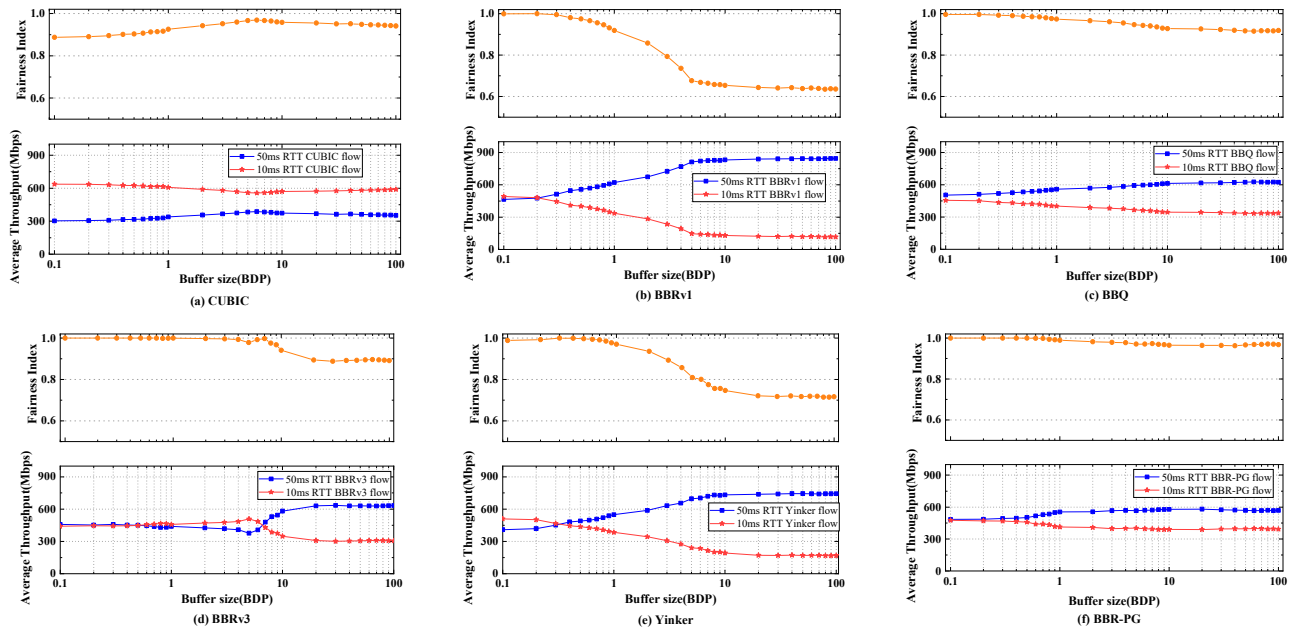 1.0
0.8
0.6
Fairness Index
900
600
300
0
Average Throughput(Mbps)
50ms RTT CUBIC flow
10ms RTT CUBIC flow
0.1
1
10
100
Buffer size(BDP)
(a) CUBIC
1.0
0.8
0.6
Fairness Index
900
600
300
0
Average Throughput(Mbps)
50ms RTT BBRv1 flow
10ms RTT BBRv1 flow
0.1
1
10
100
Buffer size(BDP)
(b) BBRv1
1.0
0.8
0.6
Fairness Index
900
600
300
0
Average Throughput(Mbps)
50ms RTT BBQ flow
10ms RTT BBQ flow
0.1
1
10
100
Buffer size(BDP)
(c) BBQ
1.0
0.8
0.6
Fairness Index
900
600
300
0
Average Throughput(Mbps)
50ms RTT BBRv3 flow
10ms RTT BBRv3 flow
0.1
1
10
100
Buffer size(BDP)
(d) BBRv3
1.0
0.8
0.6
Fairness Index
900
600
300
0
Average Throughput(Mbps)
50ms RTT Yinker flow
10ms RTT Yinker flow
0.1
1
10
100
Buffer size(BDP)
(e) Yinker
1.0
0.8
0.6
Fairness Index
900
600
300
0
Average Throughput(Mbps)
50ms RTT BBR-PG flow
10ms RTT BBR-PG flow
0.1
1
10
100
Buffer size(BDP)
(f) BBR-PG